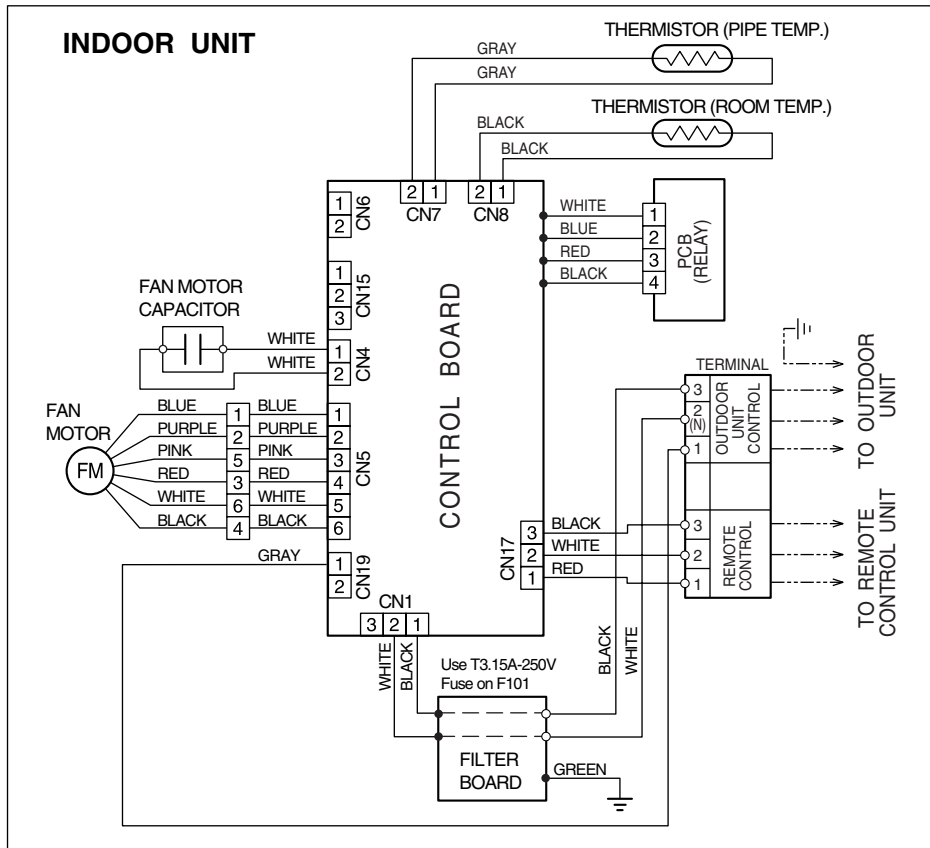 INDOOR UNIT
THERMISTOR (PIPE TEMP.)
GRAY
GRAY
THERMISTOR (ROOM TEMP.)
BLACK
BLACK
2 1
CN7
2 1
CN8
1
2
CN6
1
2
3
CN15
WHITE
BLUE
RED
BLACK
1
2
3
4
PCB
(RELAY)
FAN MOTOR
CAPACITOR
WHITE
WHITE
1
2
CN4
CONTROL BOARD
FAN
MOTOR
FM
BLUE 1 BLUE 1
PURPLE 2 PURPLE 2
PINK 5 PINK 3
RED 3 RED 4
WHITE 6 WHITE 5
BLACK 4 BLACK 6
CN5
GRAY
1
2
CN19
TERMINAL
3
2
(N)
1
OUTDOOR
UNIT
CONTROL
TO OUTDOOR
UNIT
CN17
3 BLACK
2 WHITE
1 RED
3
2
1
REMOTE
CONTROL
TO REMOTE
CONTROL UNIT
CN1
3 2 1
WHITE
BLACK
BLACK
WHITE
Use T3.15A-250V
Fuse on F101
FILTER
BOARD
GREEN